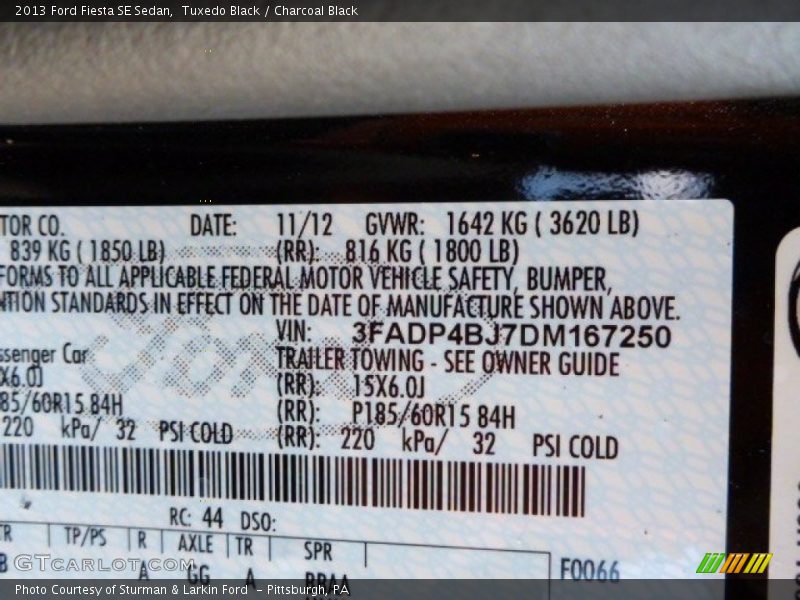 2013 Ford Fiesta SE Sedan, Tuxedo Black / Charcoal Black
TOR CO. DATE: 11/12 GVWR: 1642 KG ( 3620 LB)
839 KG ( 1850 LB) (RR): 816 KG ( 1800 LB)
FORMS TO ALL APPLICABLE FEDERAL MOTOR VEHICLE SAFETY, BUMPER,
NTION STANDARDS IN EFFECT ON THE DATE OF MANUFACTURE SHOWN ABOVE.
VIN: 3FADP4BJ7DM167250
ssenger Car TRAILER TOWING - SEE OWNER GUIDE
X6.0J (RR): 15X6.0J
85/60R15 84H (RR): P185/60R15 84H
220 kPa/ 32 PSI COLD (RR): 220 kPa/ 32 PSI COLD
RC: 44 DSO:
TR TP/PS R AXLE TR SPR
B A GG A BBAA F0066
GTcarlot.com
Photo Courtesy of Sturman & Larkin Ford - Pittsburgh, PA